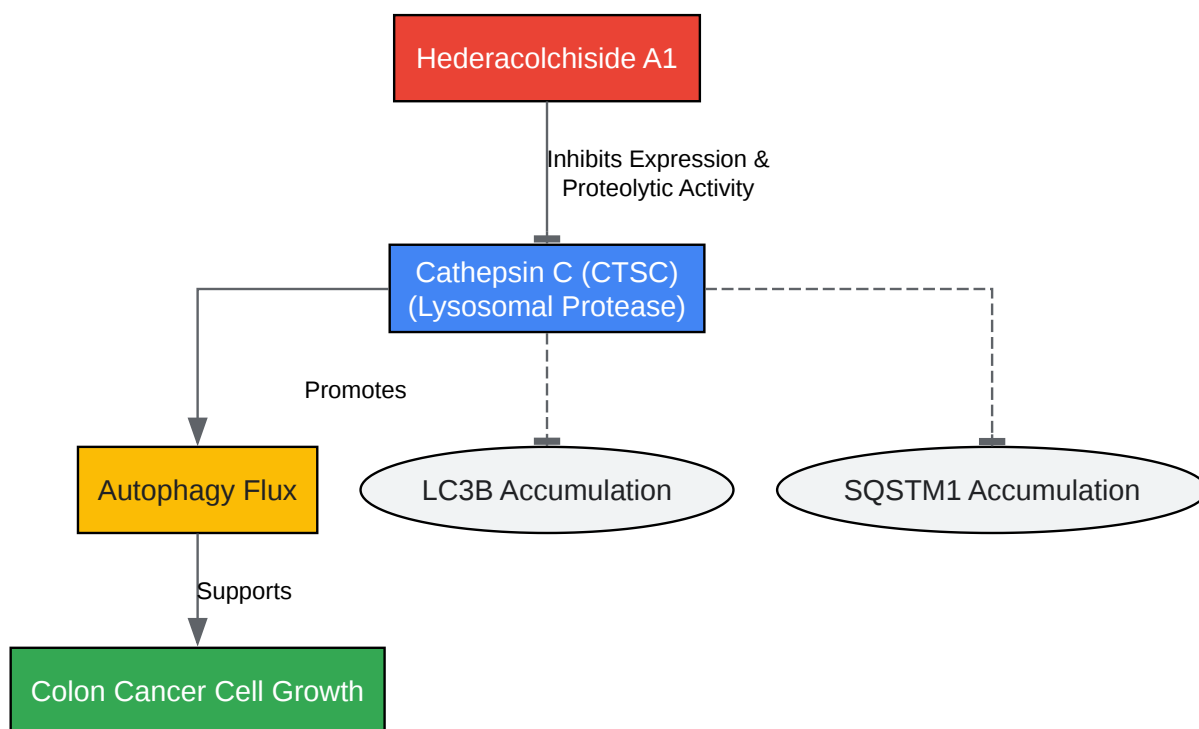 Hederacolchiside A1
Inhibits Expression &
Proteolytic Activity
Cathepsin C (CTSC)
(Lysosomal Protease)
Promotes
Autophagy Flux
LC3B Accumulation
SQSTM1 Accumulation
Supports
Colon Cancer Cell Growth